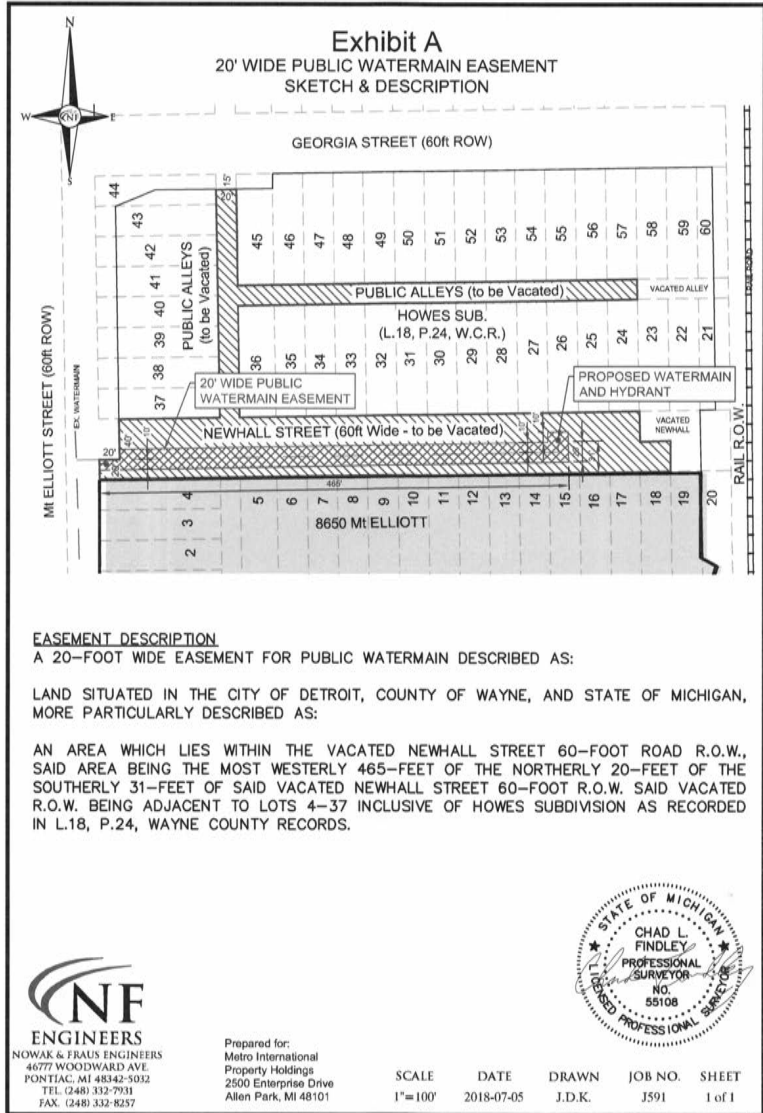 Exhibit A
20' WIDE PUBLIC WATERMAIN EASEMENT
SKETCH & DESCRIPTION
N
W
E
S
NF
GEORGIA STREET (60ft ROW)
Mt ELLIOTT STREET (60ft ROW)
EX. WATERMAIN
44
43
42
41
40
39
38
37
PUBLIC ALLEYS
(to be Vacated)
15'
20'
45
46
47
48
49
50
51
52
53
54
55
56
57
58
59
60
PUBLIC ALLEYS (to be Vacated)
VACATED ALLEY
HOWES SUB.
(L.18, P.24, W.C.R.)
36
35
34
33
32
31
30
29
28
27
26
25
24
23
22
21
20' WIDE PUBLIC
WATERMAIN EASEMENT
PROPOSED WATERMAIN
AND HYDRANT
NEWHALL STREET (60ft Wide - to be Vacated)
VACATED
NEWHALL
20'
40'
10'
10'
10'
465'
4
3
2
5
6
7
8
9
10
11
12
13
14
15
16
17
18
19
20
8650 Mt ELLIOTT
RAIL R.O.W.
EASEMENT DESCRIPTION
A 20-FOOT WIDE EASEMENT FOR PUBLIC WATERMAIN DESCRIBED AS:
LAND SITUATED IN THE CITY OF DETROIT, COUNTY OF WAYNE, AND STATE OF MICHIGAN,
MORE PARTICULARLY DESCRIBED AS:
AN AREA WHICH LIES WITHIN THE VACATED NEWHALL STREET 60-FOOT ROAD R.O.W.,
SAID AREA BEING THE MOST WESTERLY 465-FEET OF THE NORTHERLY 20-FEET OF THE
SOUTHERLY 31-FEET OF SAID VACATED NEWHALL STREET 60-FOOT R.O.W. SAID VACATED
R.O.W. BEING ADJACENT TO LOTS 4-37 INCLUSIVE OF HOWES SUBDIVISION AS RECORDED
IN L.18, P.24, WAYNE COUNTY RECORDS.
STATE OF MICHIGAN
CHAD L.
FINDLEY
PROFESSIONAL
SURVEYOR
NO.
55108
LICENSED PROFESSIONAL SURVEYOR
NF
ENGINEERS
NOWAK & FRAUS ENGINEERS
46777 WOODWARD AVE.
PONTIAC, MI 48342-5032
TEL. (248) 332-7931
FAX. (248) 332-8257
Prepared for:
Metro International
Property Holdings
2500 Enterprise Drive
Allen Park, MI 48101
SCALE DATE DRAWN JOB NO. SHEET
1"=100' 2018-07-05 J.D.K. J591 1 of 1